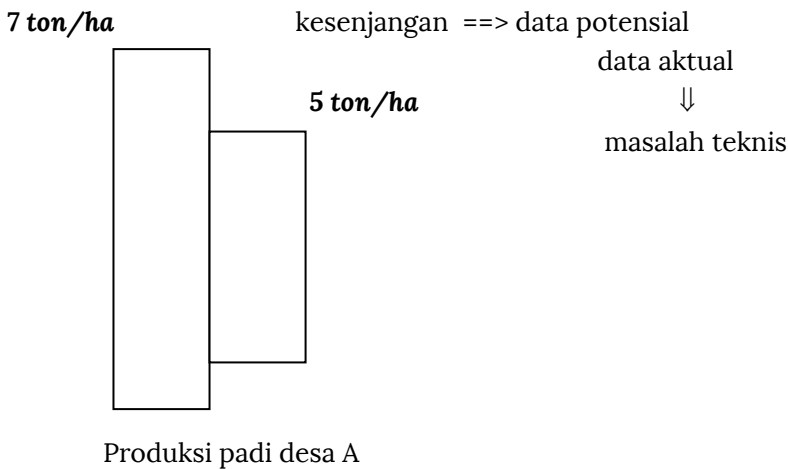 7 ton/ha
kesenjangan ==> data potensial
data aktual
5 ton/ha
⇓
masalah teknis
Produksi padi desa A